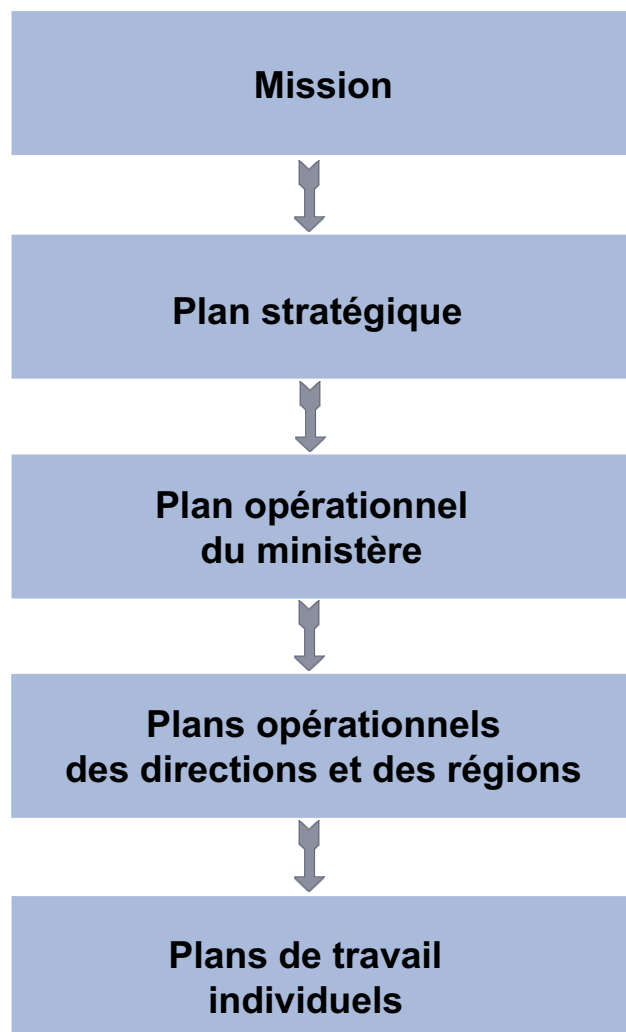 Mission
Plan stratégique
Plan opérationnel
du ministère
Plans opérationnels
des directions et des régions
Plans de travail
individuels